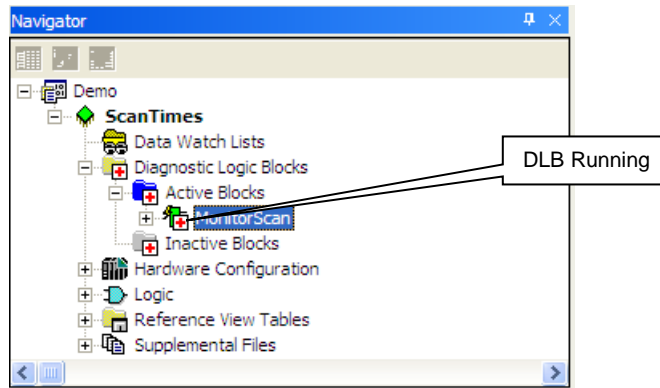 Navigator
Demo
ScanTimes
Data Watch Lists
Diagnostic Logic Blocks
DLB Running
Active Blocks
MonitorScan
Inactive Blocks
Hardware Configuration
Logic
Reference View Tables
Supplemental Files